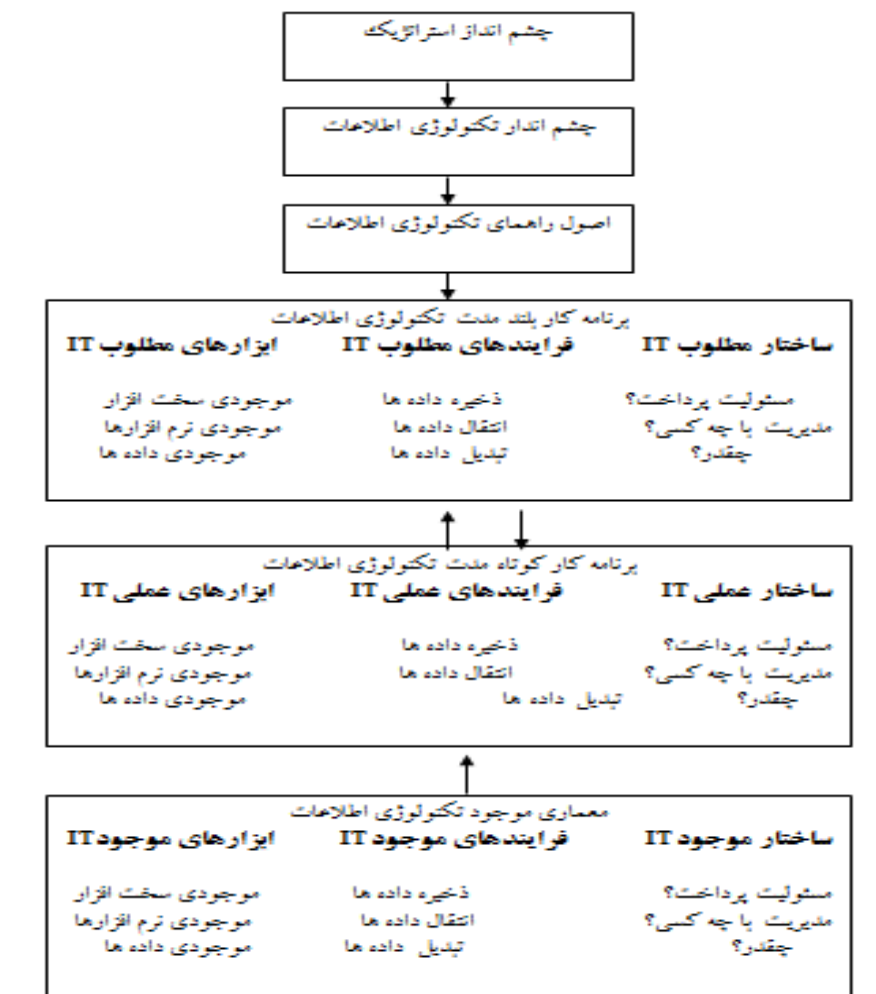 چشم انداز استراتژیک
چشم اندار تکنولوژی اطلاعات
اصول راهمای تکنولوژی اطلاعات
برنامه کار بلند مدت تکنولوژی اطلاعات
ساختار مطلوب IT فرایندهای مطلوب IT ابزارهای مطلوب IT
مسئولیت پرداخت؟ ذخیره داده ها موجودی سخت افزار
مدیریت با چه کسی؟ انتقال داده ها موجودی نرم افزارها
چقدر؟ تبدیل داده ها موجودی داده ها
برنامه کار کوتاه مدت تکنولوژی اطلاعات
ساختار عملی IT فرایندهای عملی IT ابزارهای عملی IT
مسئولیت پرداخت؟ ذخیره داده ها موجودی سخت افزار
مدیریت با چه کسی؟ انتقال داده ها موجودی نرم افزارها
چقدر؟ تبدیل داده ها موجودی داده ها
معماری موجود تکنولوژی اطلاعات
ساختار موجود IT فرایندهای موجود IT ابزارهای موجود IT
مسئولیت پرداخت؟ ذخیره داده ها موجودی سخت افزار
مدیریت با چه کسی؟ انتقال داده ها موجودی نرم افزارها
چقدر؟ تبدیل داده ها موجودی داده ها